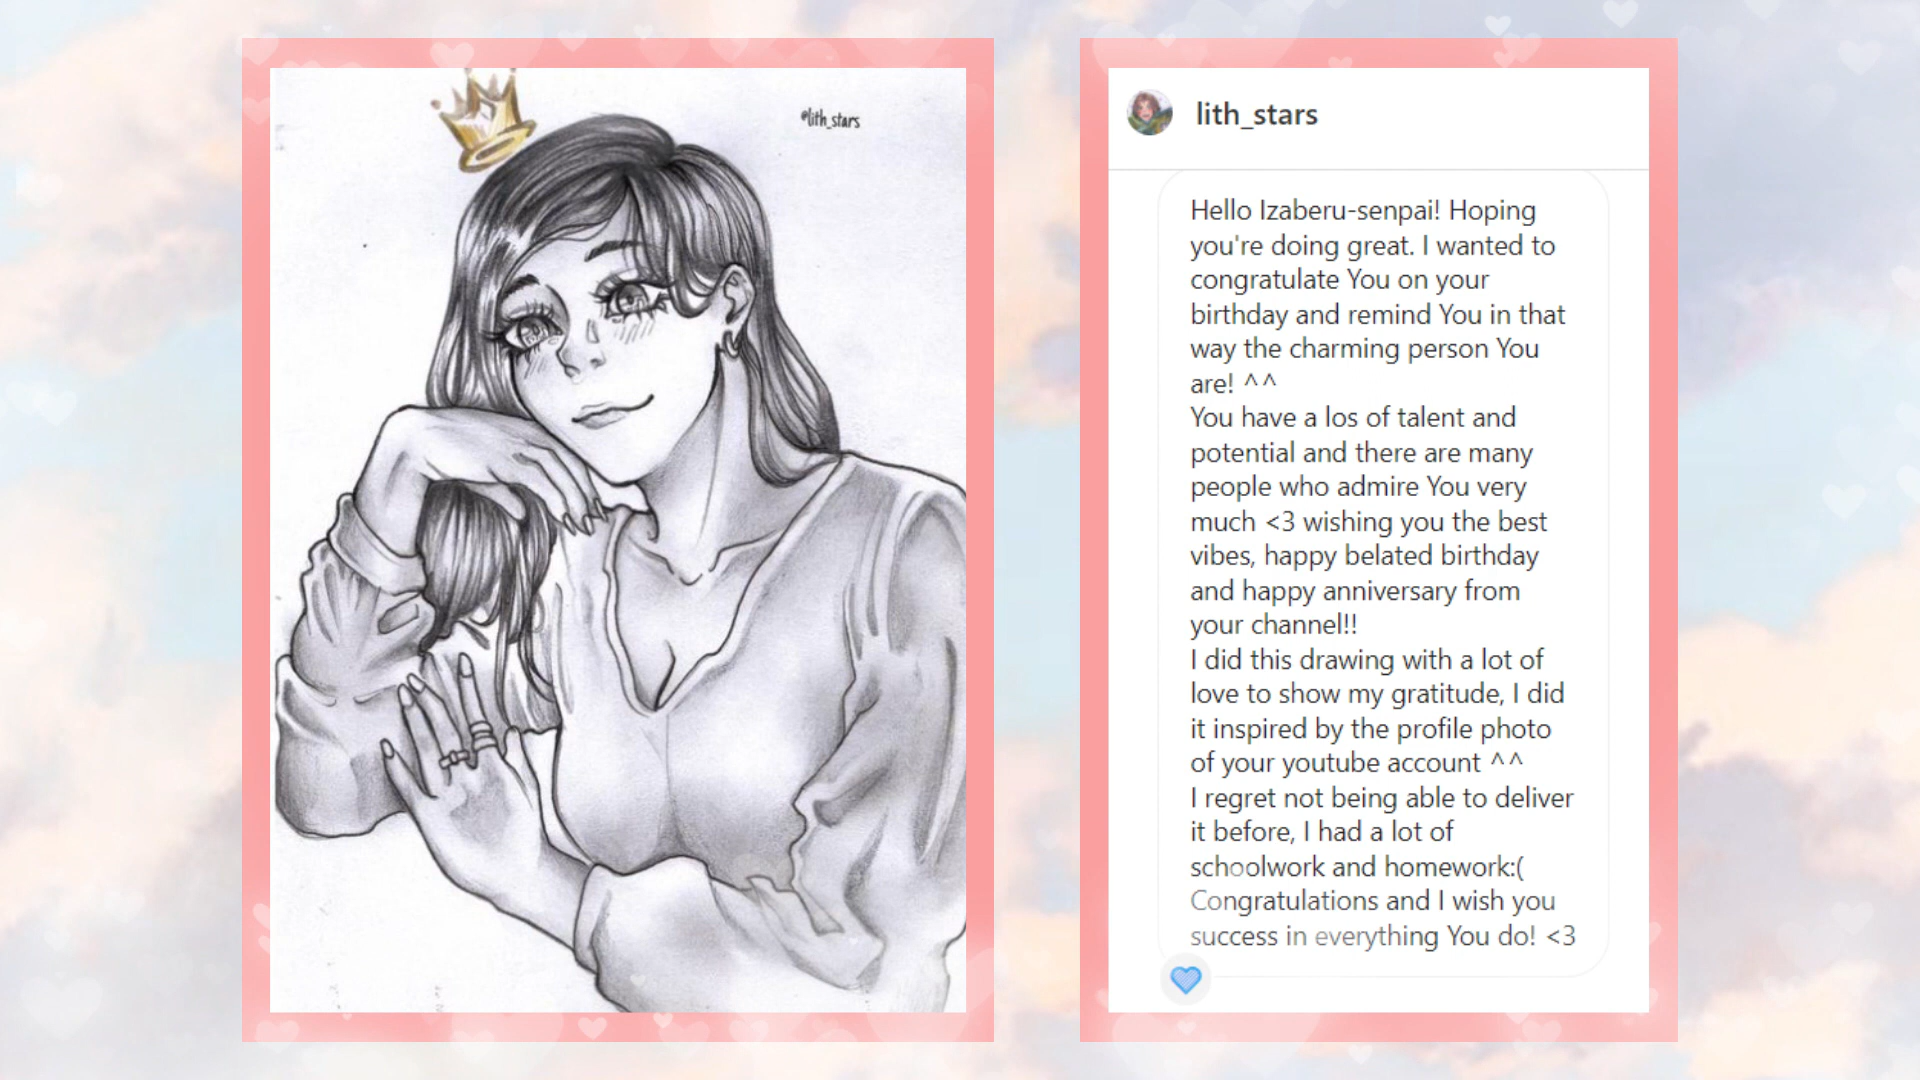 @lith_stars
lith_stars
Hello Izaberu-senpai! Hoping
you're doing great. I wanted to
congratulate You on your
birthday and remind You in that
way the charming person You
are! ^^
You have a los of talent and
potential and there are many
people who admire You very
much <3 wishing you the best
vibes, happy belated birthday
and happy anniversary from
your channel!!
I did this drawing with a lot of
love to show my gratitude, I did
it inspired by the profile photo
of your youtube account ^^
I regret not being able to deliver
it before, I had a lot of
schoolwork and homework:(
Congratulations and I wish you
success in everything You do! <3